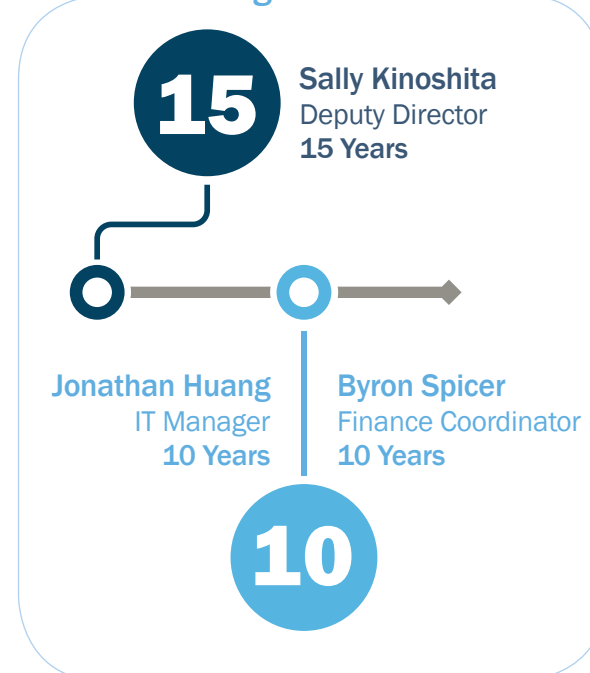 15
Sally Kinoshita
Deputy Director
15 Years
Jonathan Huang
IT Manager
10 Years
Byron Spicer
Finance Coordinator
10 Years
10